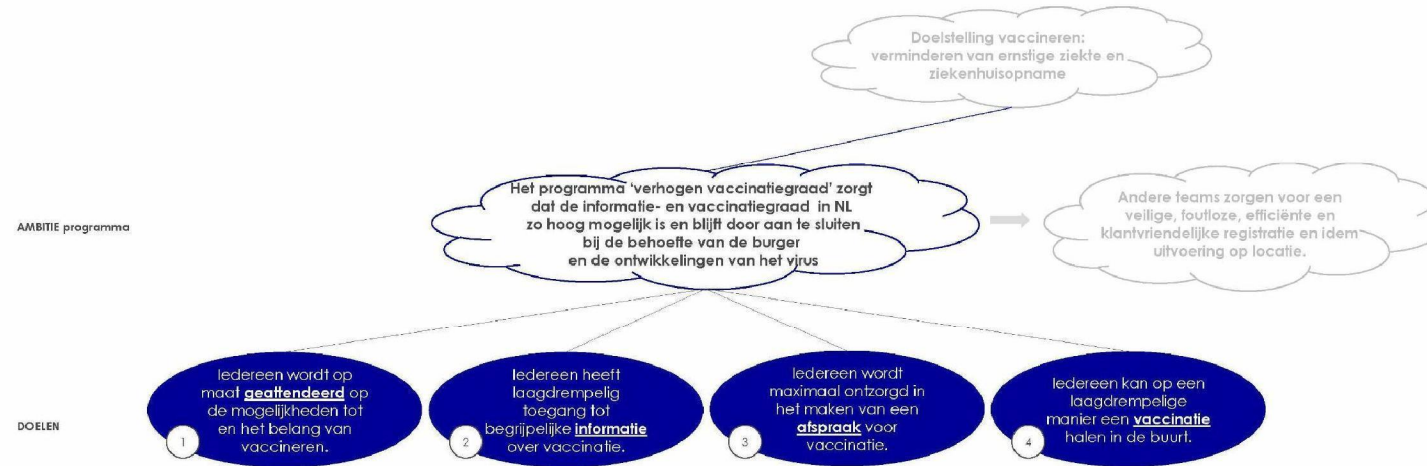 Doelstelling vaccineren:
verminderen van ernstige ziekte en
ziekenhuisopname
AMBITIE programma
Het programma ‘verhogen vaccinatiegraad’ zorgt
dat de informatie- en vaccinatiegraad in NL
zo hoog mogelijk is en blijft door aan te sluiten
bij de behoefte van de burger
en de ontwikkelingen van het virus
Andere teams zorgen voor een
veilige, foutloze, efficiënte en
klantvriendelijke registratie en idem
uitvoering op locatie.
DOELEN
Iedereen wordt op
maat geattendeerd op
de mogelijkheden tot
en het belang van
vaccineren.
1
Iedereen heeft
laagdrempelig
toegang tot
begrijpelijke informatie
over vaccinatie.
2
Iedereen wordt
maximaal ontzorgd in
het maken van een
afspraak voor
vaccinatie.
3
Iedereen kan op een
laagdrempelige
manier een vaccinatie
halen in de buurt.
4